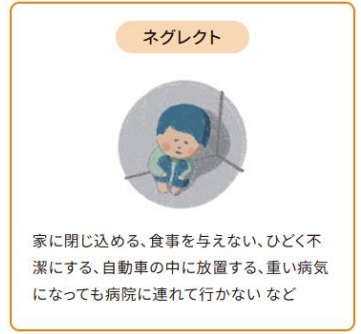 ネグレクト
家に閉じ込める、食事を与えない、ひどく不
潔にする、自動車の中に放置する、重い病気
になっても病院に連れて行かない など